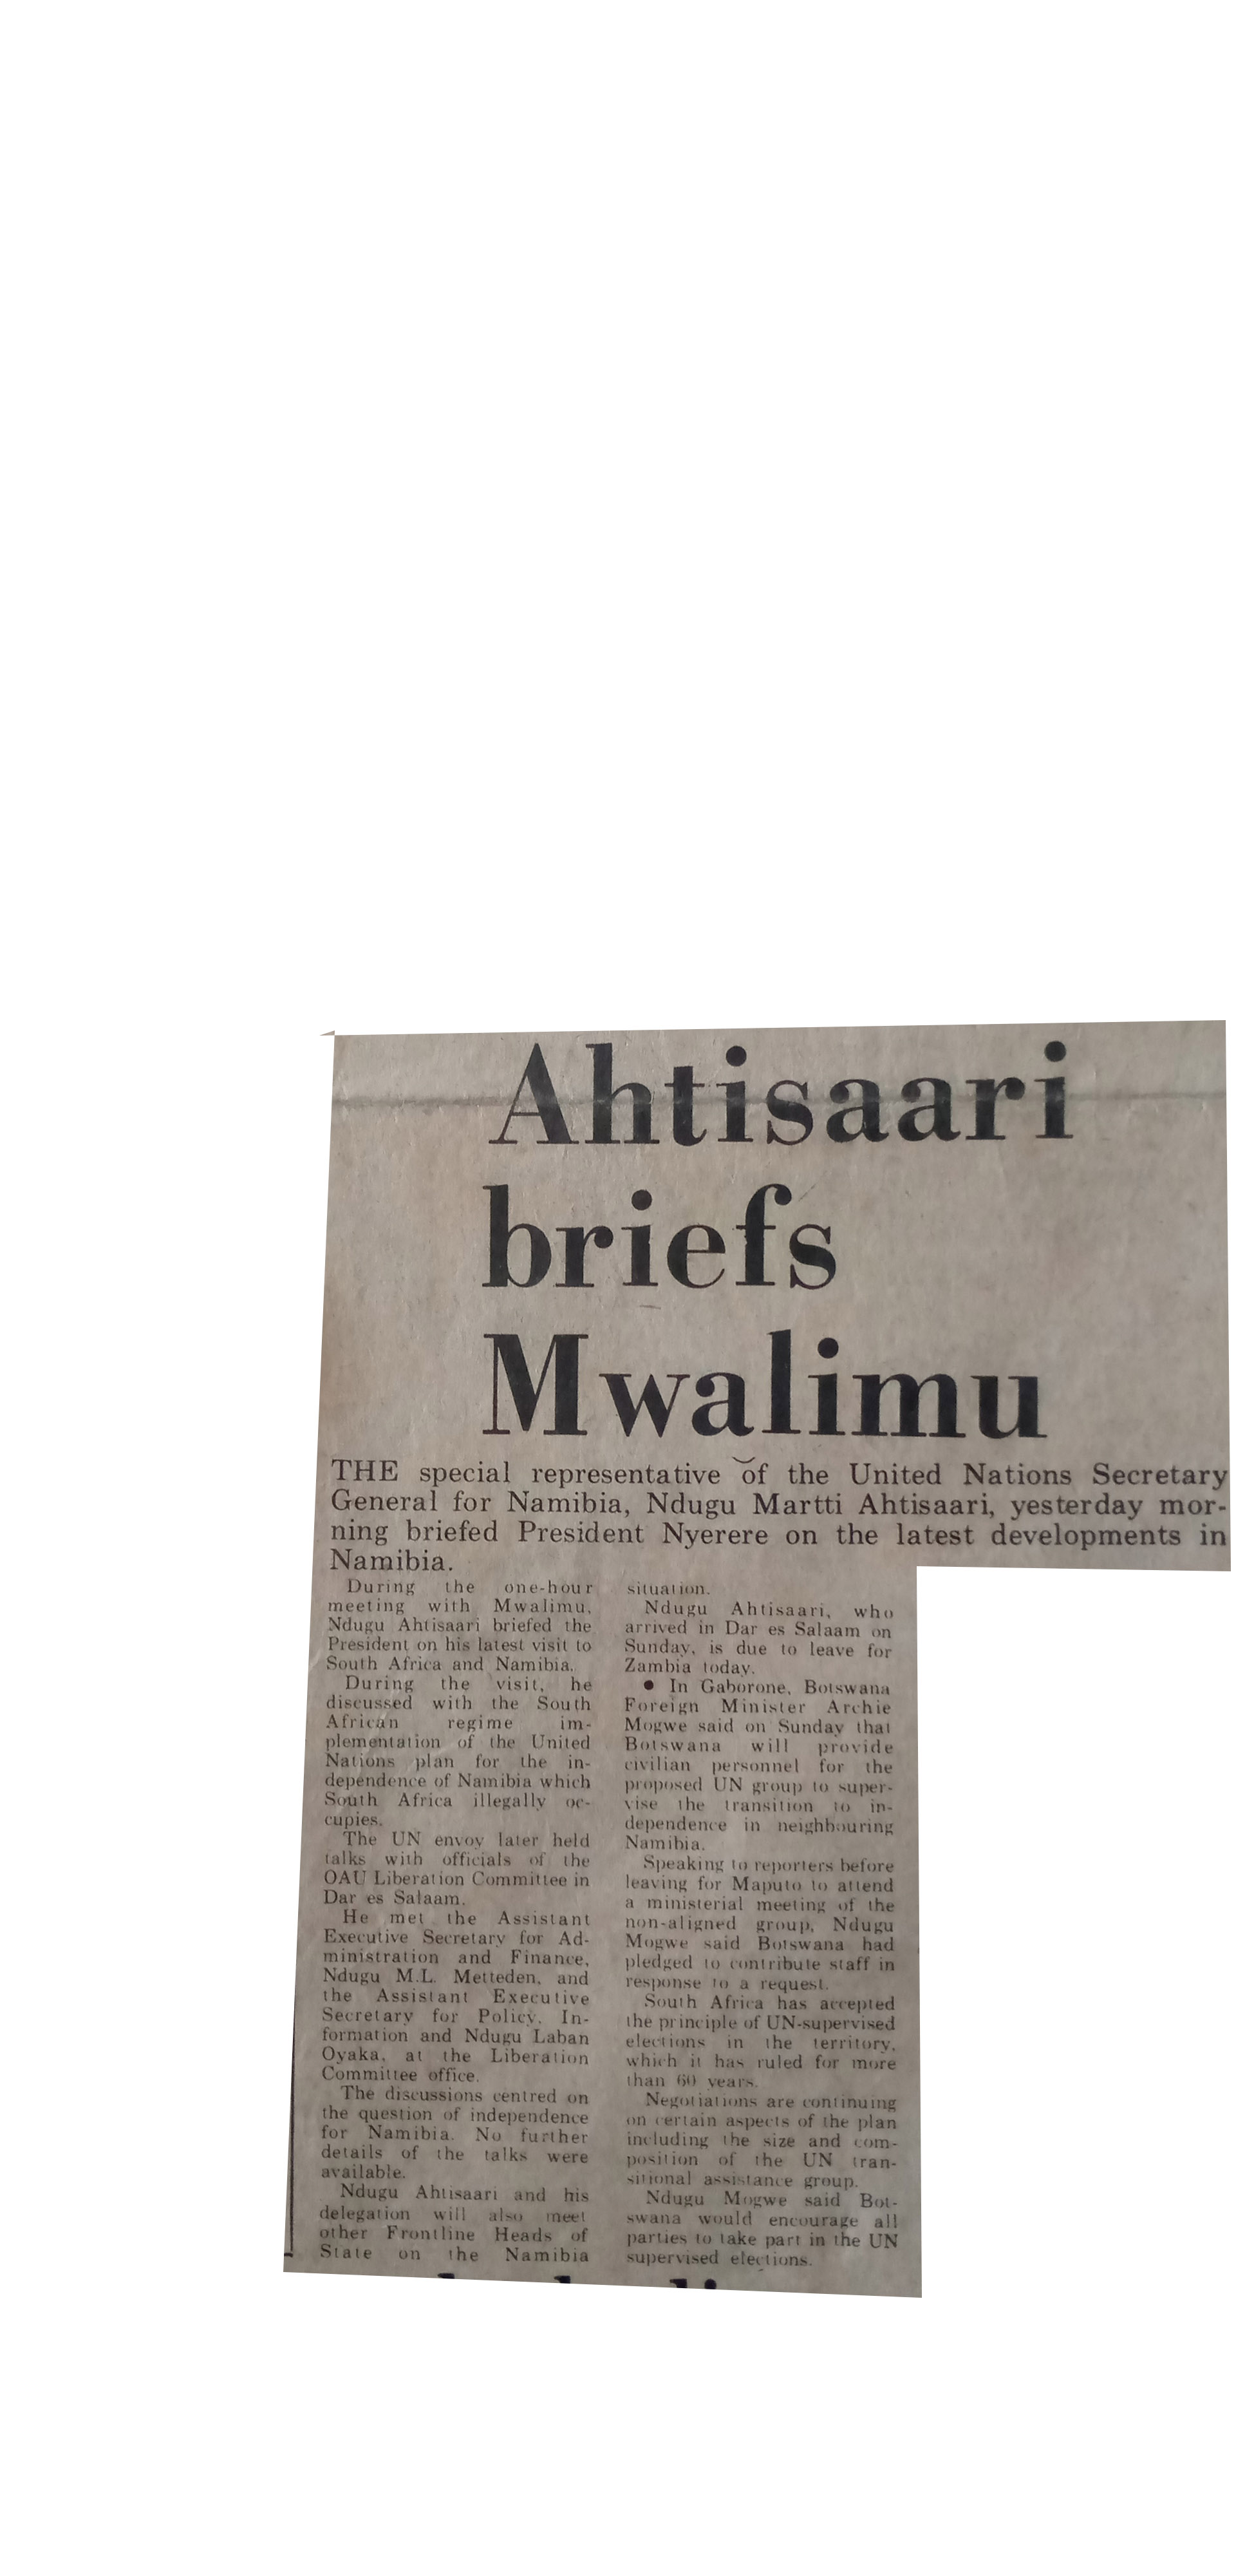 Ahtisaari
briefs
Mwalimu
THE special representative of the United Nations Secretary
General for Namibia, Ndugu Martti Ahtisaari, yesterday mor-
ning briefed President Nyerere on the latest developments in
Namibia.
During the one-hour
meeting with Mwalimu,
Ndugu Ahtisaari briefed the
President on his latest visit to
South Africa and Namibia.
During the visit, he
discussed with the South
African regime im-
plementation of the United
Nations plan for the in-
dependence of Namibia which
South Africa illegally oc-
cupies.
The UN envoy later held
talks with officials of the
OAU Liberation Committee in
Dar es Salaam.
He met the Assistant
Executive Secretary for Ad-
ministration and Finance,
Ndugu M.L. Metteden, and
the Assistant Executive
Secretary for Policy, In-
formation and Ndugu Laban
Oyaka, at the Liberation
Committee office.
The discussions centred on
the question of independence
for Namibia. No further
details of the talks were
available.
Ndugu Ahtisaari and his
delegation will also meet
other Frontline Heads of
State on the Namibia
situation.
Ndugu Ahtisaari, who
arrived in Dar es Salaam on
Sunday, is due to leave for
Zambia today.
● In Gaborone, Botswana
Foreign Minister Archie
Mogwe said on Sunday that
Botswana will provide
civilian personnel for the
proposed UN group to super-
vise the transition to in-
dependence in neighbouring
Namibia.
Speaking to reporters before
leaving for Maputo to attend
a ministerial meeting of the
non-aligned group, Ndugu
Mogwe said Botswana had
pledged to contribute staff in
response to a request.
South Africa has accepted
the principle of UN-supervised
elections in the territory,
which it has ruled for more
than 60 years.
Negotiations are continuing
on certain aspects of the plan
including the size and com-
position of the UN tran-
sitional assistance group.
Ndugu Mogwe said Bot-
swana would encourage all
parties to take part in the UN
supervised elections.